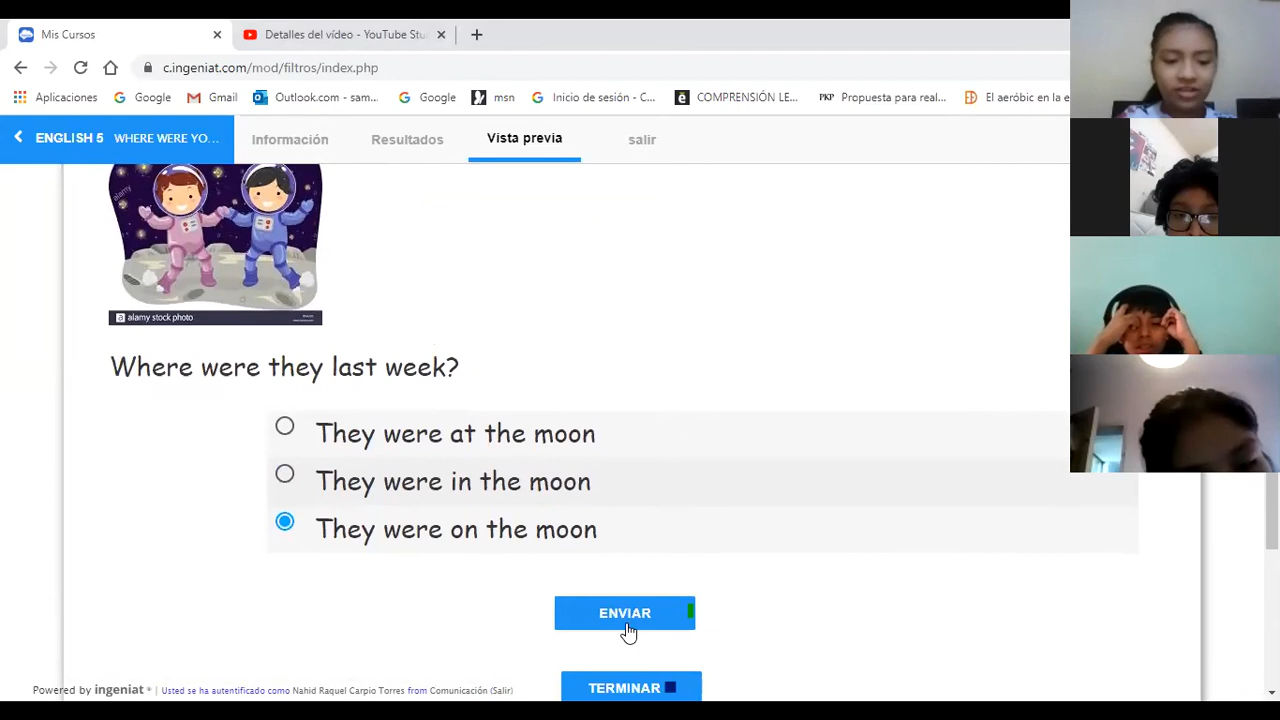 Mis Cursos
Detalles del vídeo - YouTube Stu
c.ingeniat.com/mod/filtros/index.php
Aplicaciones Google Gmail Outlook.com - sam... Google msn Inicio de sesión - C... COMPRENSIÓN LE... PKP Propuesta para real... El aeróbic en la e
ENGLISH 5 WHERE WERE YO... Información Resultados Vista previa salir
alamy
a alamy stock photo
Where were they last week?
They were at the moon
They were in the moon
They were on the moon
ENVIAR
TERMINAR
Powered by ingeniat ® | Usted se ha autentificado como Nahid Raquel Carpio Torres from Comunicación (Salir)